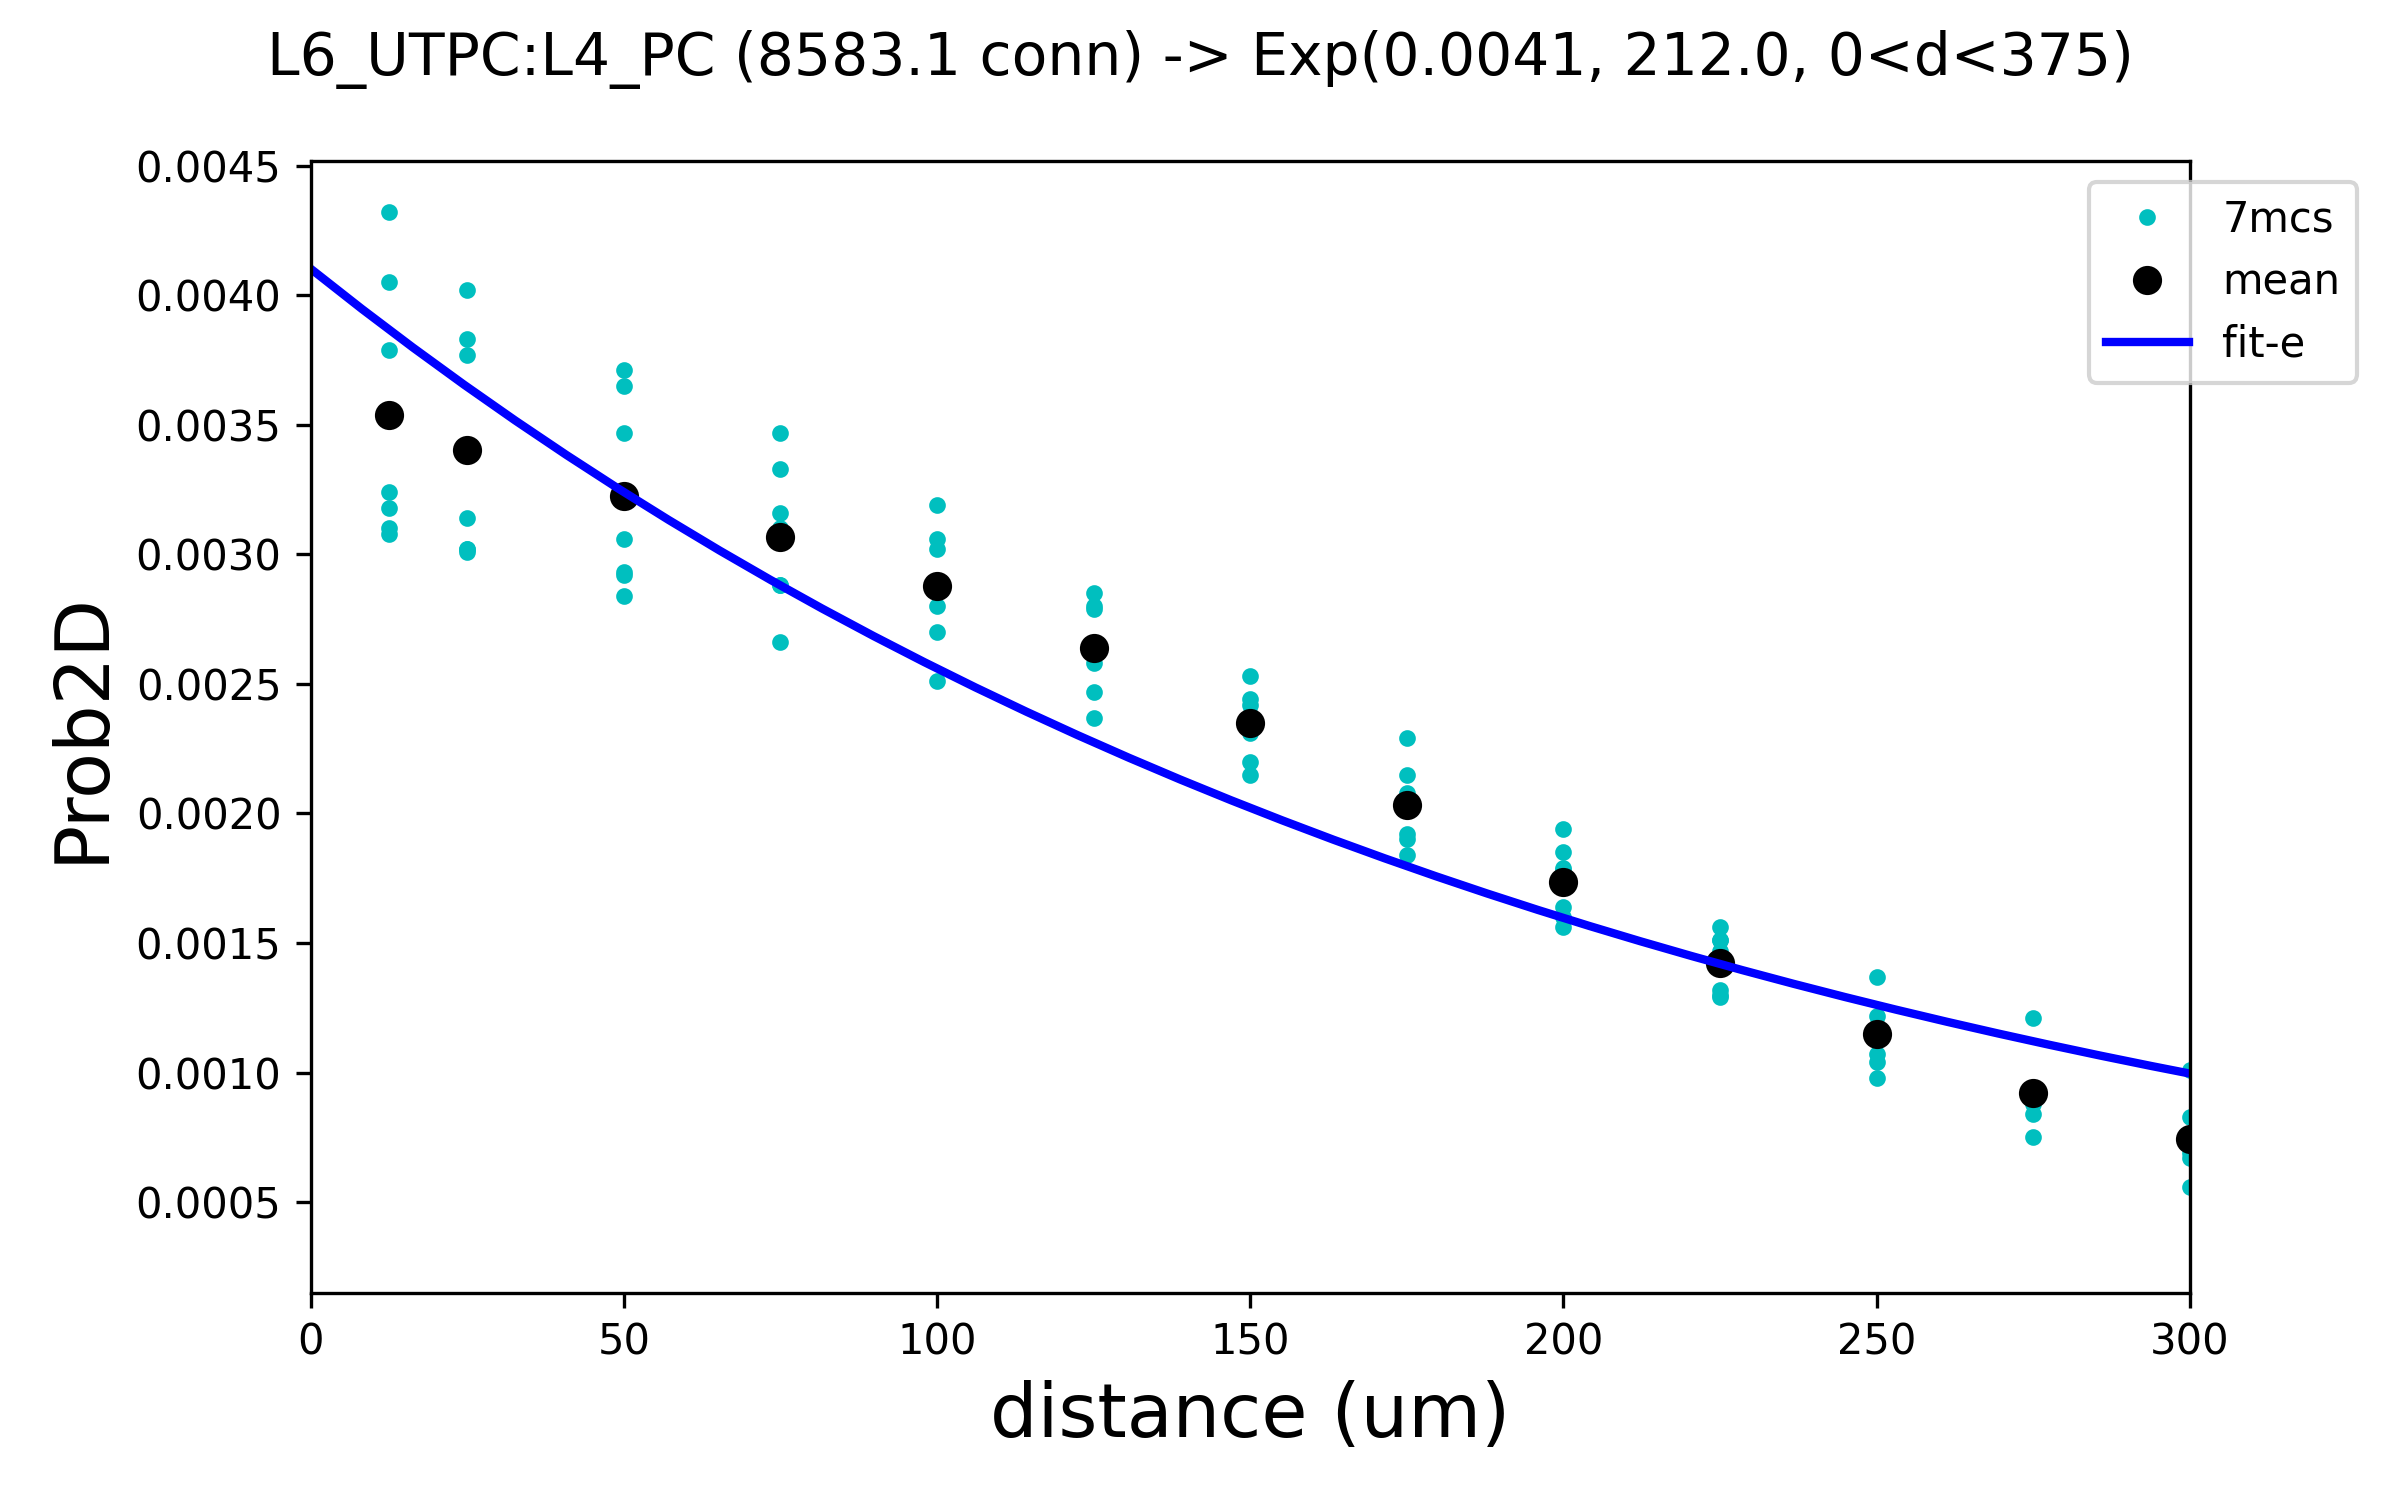 L6_UTPC:L4_PC (8583.1 conn) -> Exp(0.0041, 212.0, 0<d<375)
0.0045
0.0040
0.0035
0.0030
0.0025
0.0020
0.0015
0.0010
0.0005
Prob2D
7mcs
mean
fit-e
0 50 100 150 200 250 300
distance (um)